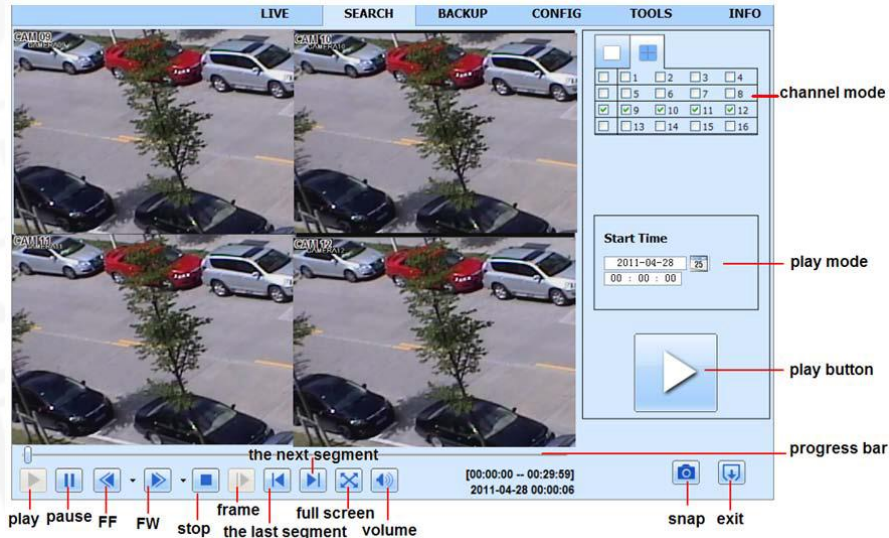 LIVE SEARCH BACKUP CONFIG TOOLS INFO
CAM 09
CAMERA09
CAM 10
CAMERA10
1 2 3 4
5 6 7 8
9 10 11 12
13 14 15 16
channel mode
CAM 11
CAMERA11
CAM 12
CAMERA12
Start Time
2011-04-28 25
00 : 00 : 00
play mode
play button
progress bar
the next segment
[00:00:00 -- 00:29:59]
2011-04-28 00:00:06
play pause FF FW stop frame the last segment full screen volume snap exit